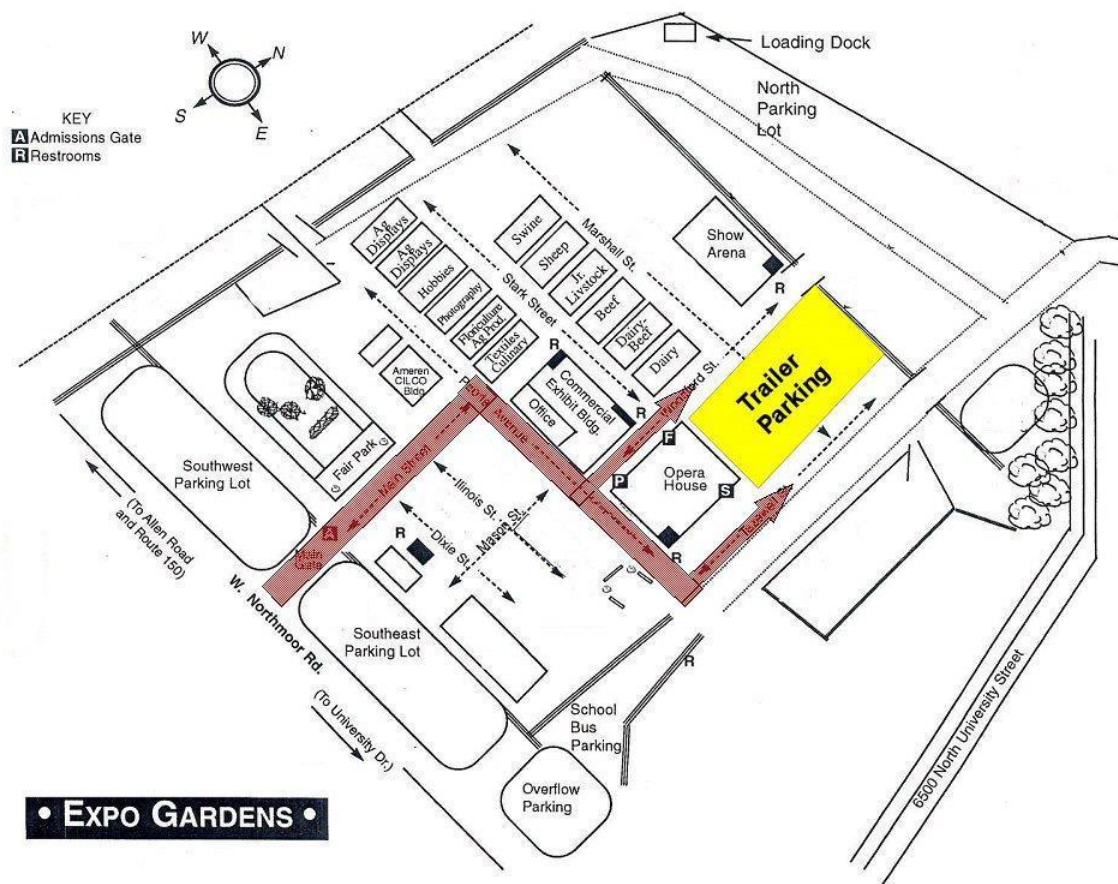 W
N
S
E
KEY
A Admissions Gate
R Restrooms
Loading Dock
North
Parking
Lot
Ag
Displays
Ag
Displays
Hobbies
Photography
Floriculture
Ag Prod.
Textiles
Culinary
Swine
Sheep
Jr.
Livstock
Beef
Dairy-
Beef
Dairy
Marshall St.
Stark Street
Show
Arena
R
Ameren
CILCO
Bldg.
R
Commercial
Exhibit Bldg.
Office
R
Trailer
Parking
Avenue
Main Street
Fair Park
Southwest
Parking Lot
A
Main
Gate
(To Allen Road
and Route 150)
W. Northmoor Rd.
Illinois St.
Mason St.
Dixie St.
R
F
P
Opera
House
S
R
Southeast
Parking Lot
(To University Dr.)
R
School
Bus
Parking
Overflow
Parking
6500 North University Street
• EXPO GARDENS •